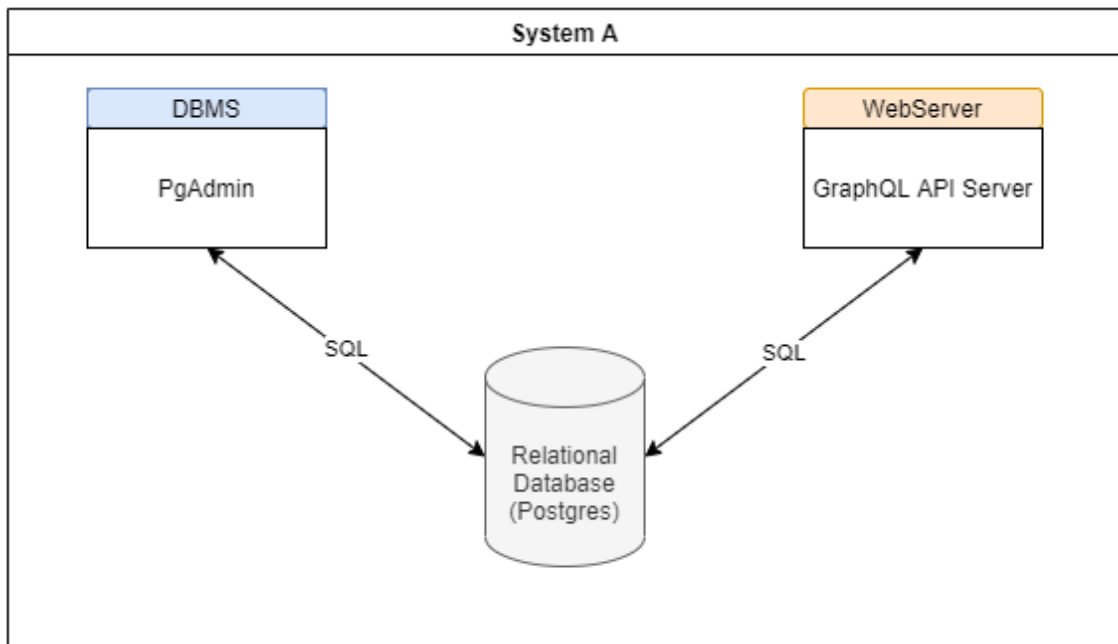 System A
DBMS
WebServer
PgAdmin
GraphQL API Server
SQL
SQL
Relational
Database
(Postgres)